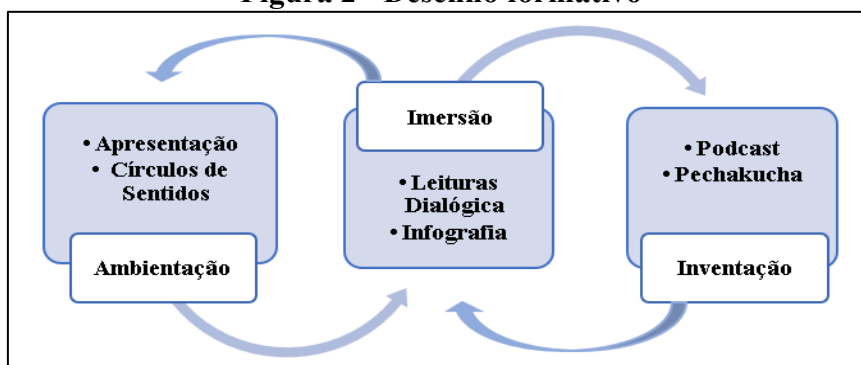 Figura 2 - Desenho formativo
• Apresentação
• Círculos de
Sentidos
Ambientação
Imersão
• Leituras
Dialógica
• Infografia
• Podcast
• Pechakucha
Inventação